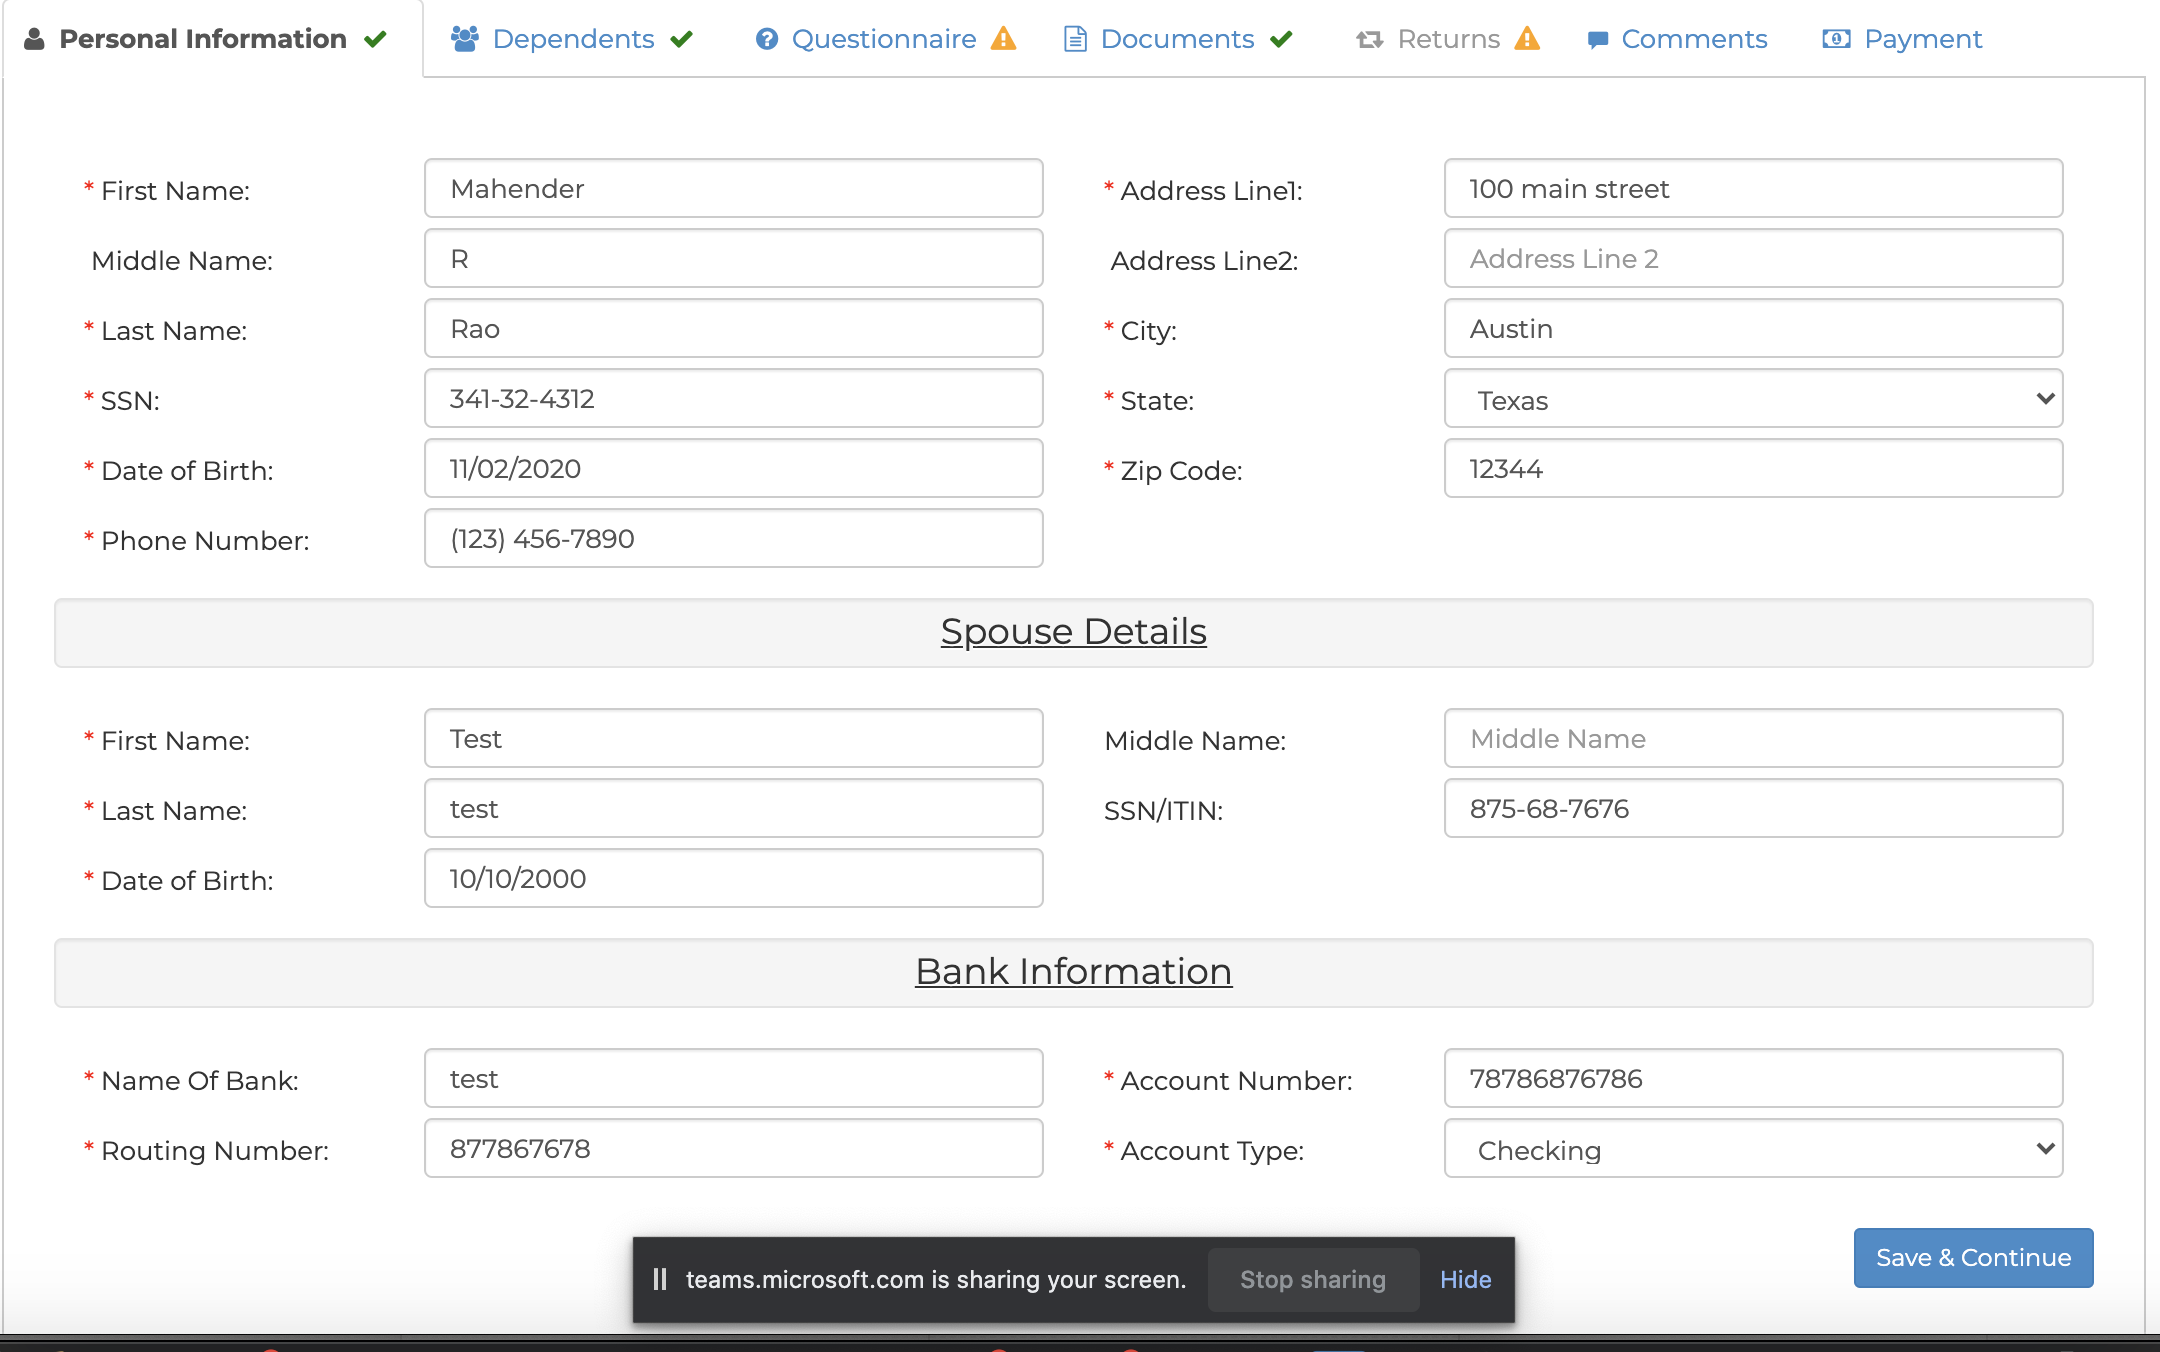 Personal Information Dependents Questionnaire Documents Returns Comments Payment
* First Name: Mahender * Address Line1: 100 main street
Middle Name: R Address Line2: Address Line 2
* Last Name: Rao * City: Austin
* SSN: 341-32-4312 * State: Texas
* Date of Birth: 11/02/2020 * Zip Code: 12344
* Phone Number: (123) 456-7890
Spouse Details
* First Name: Test Middle Name: Middle Name
* Last Name: test SSN/ITIN: 875-68-7676
* Date of Birth: 10/10/2000
Bank Information
* Name Of Bank: test * Account Number: 78786876786
* Routing Number: 877867678 * Account Type: Checking
Save & Continue
teams.microsoft.com is sharing your screen. Stop sharing Hide